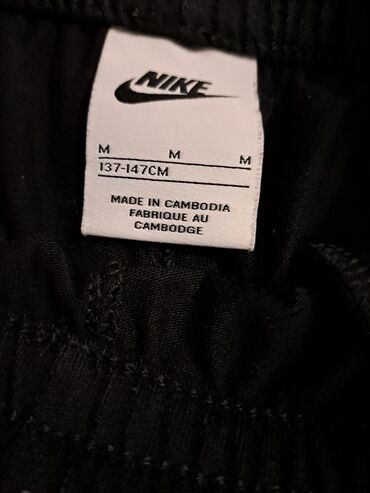 NIKE
M M M
137-147CM
MADE IN CAMBODIA
FABRIQUE AU
CAMBODGE